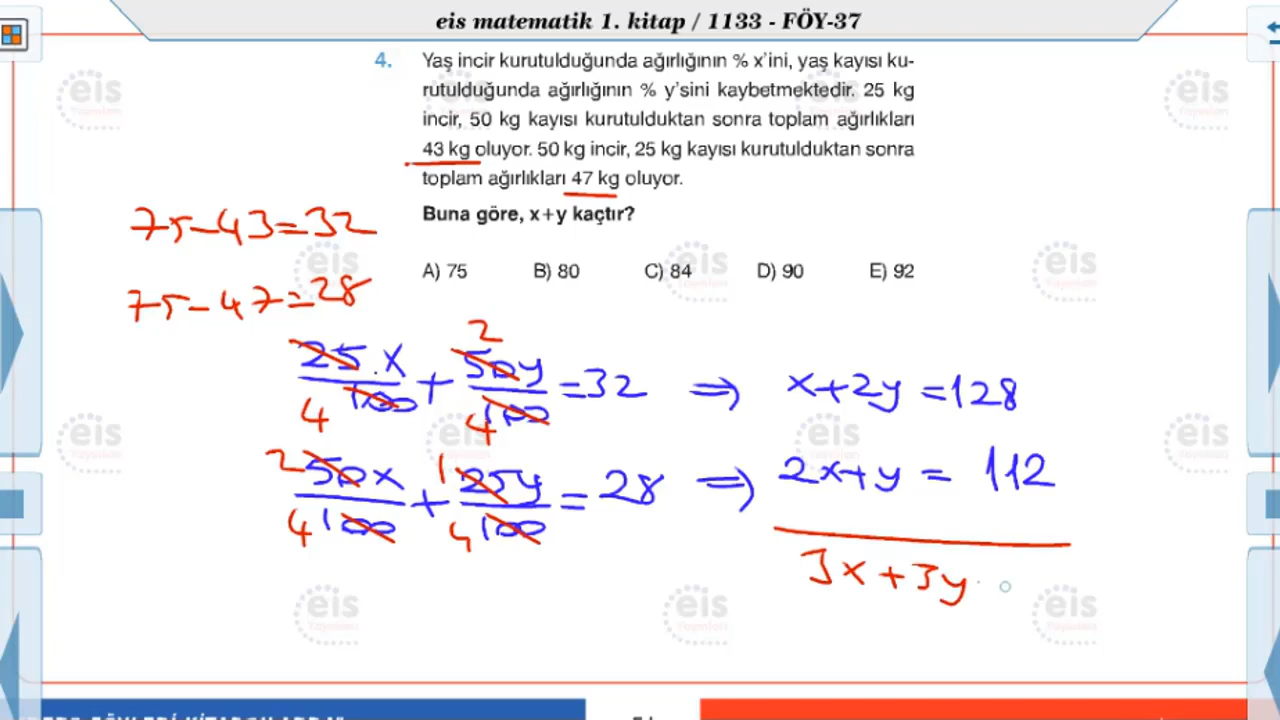 eis matematik 1. kitap / 1133 - FÖY-37
4. Yaş incir kurutulduğunda ağırlığının % x'ini, yaş kayısı ku-
rutulduğunda ağırlığının % y'sini kaybetmektedir. 25 kg
incir, 50 kg kayısı kurutulduktan sonra toplam ağırlıkları
43 kg oluyor. 50 kg incir, 25 kg kayısı kurutulduktan sonra
toplam ağırlıkları 47 kg oluyor.
Buna göre, x+y kaçtır?
A) 75 B) 80 C) 84 D) 90 E) 92
75-43=32
75-47=28
2
25.x/100 + 50y/100 = 32 ⇒ x+2y=128
4 4
2 1
50x/100 + 25y/100 = 28 ⇒ 2x+y = 112
4 4
3x+3y
eis Yayınları